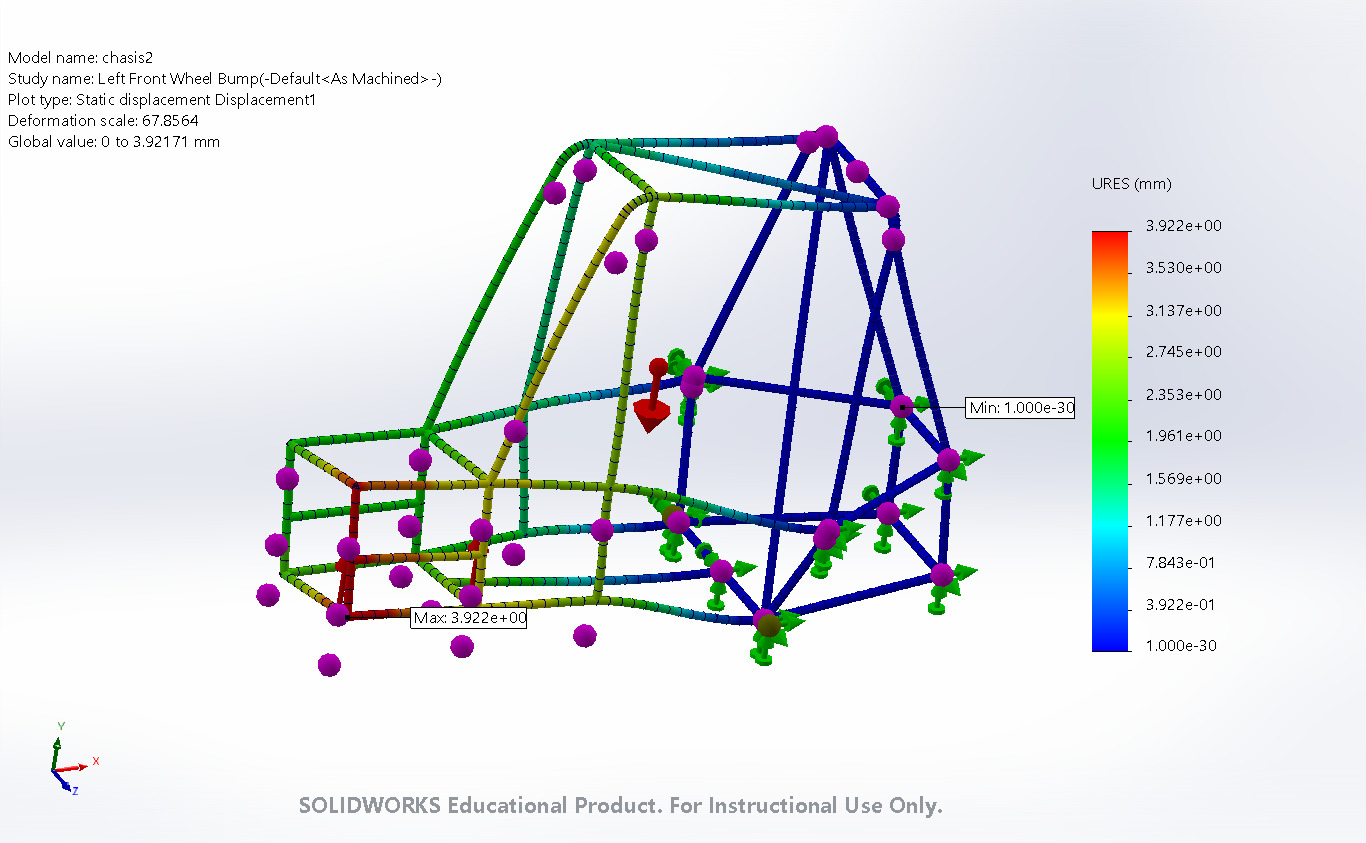 Model name: chasis2
Study name: Left Front Wheel Bump(-Default<As Machined>-)
Plot type: Static displacement Displacement1
Deformation scale: 67.8564
Global value: 0 to 3.92171 mm
URES (mm)
3.922e+00
3.530e+00
3.137e+00
2.745e+00
2.353e+00
1.961e+00
1.569e+00
1.177e+00
7.843e-01
3.922e-01
1.000e-30
Min: 1.000e-30
Max: 3.922e+00
Y
X
Z
SOLIDWORKS Educational Product. For Instructional Use Only.